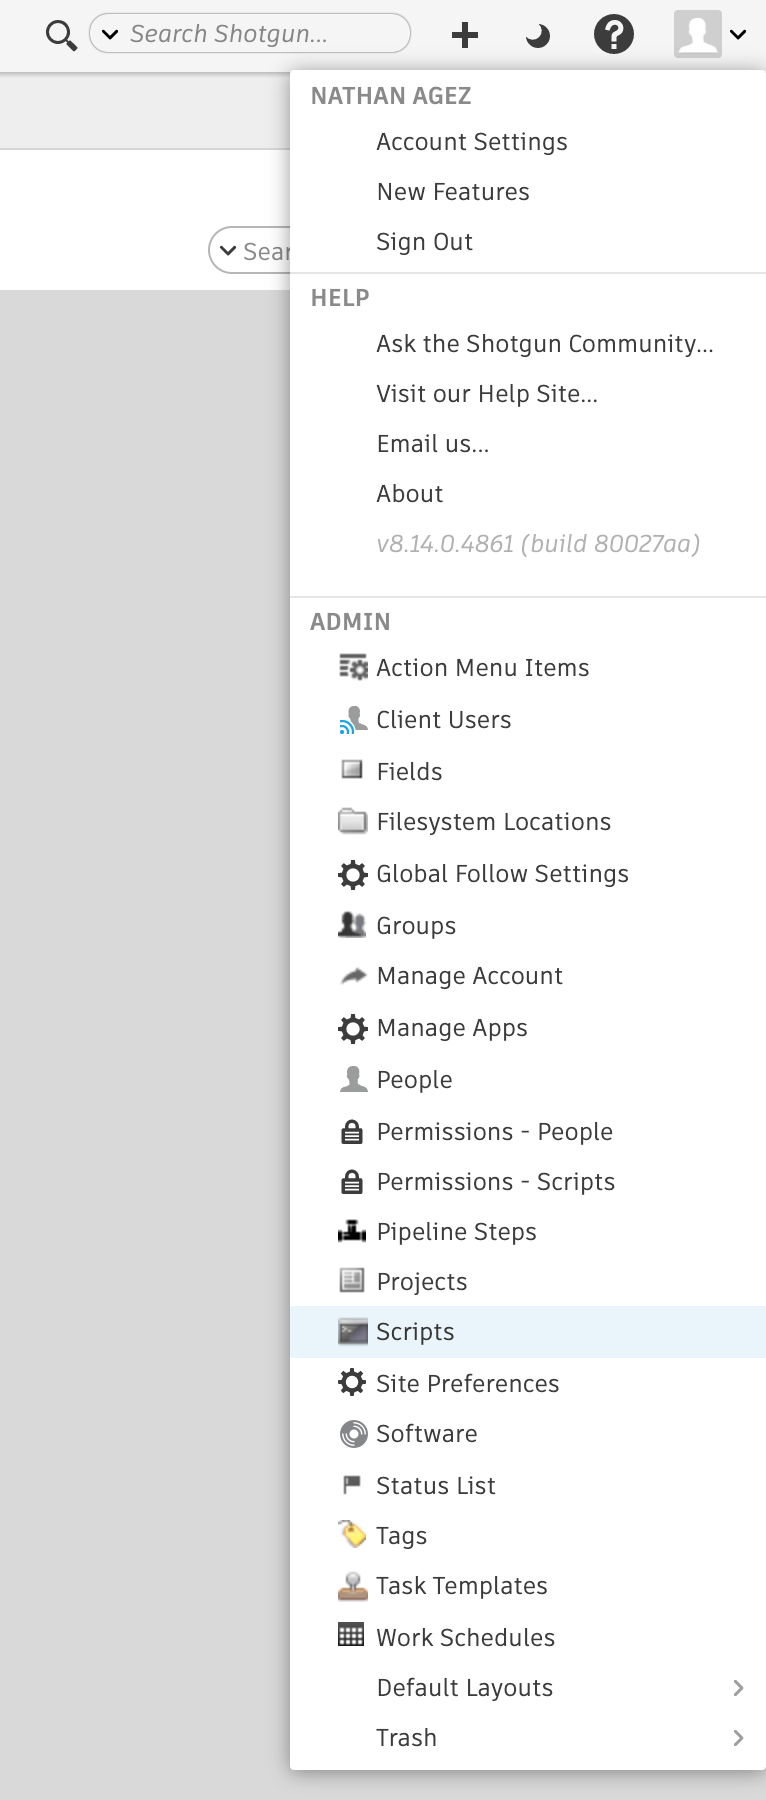 Search Shotgun...
Sear
NATHAN AGEZ
Account Settings
New Features
Sign Out
HELP
Ask the Shotgun Community...
Visit our Help Site...
Email us...
About
v8.14.0.4861 (build 80027aa)
ADMIN
Action Menu Items
Client Users
Fields
Filesystem Locations
Global Follow Settings
Groups
Manage Account
Manage Apps
People
Permissions - People
Permissions - Scripts
Pipeline Steps
Projects
Scripts
Site Preferences
Software
Status List
Tags
Task Templates
Work Schedules
Default Layouts
Trash